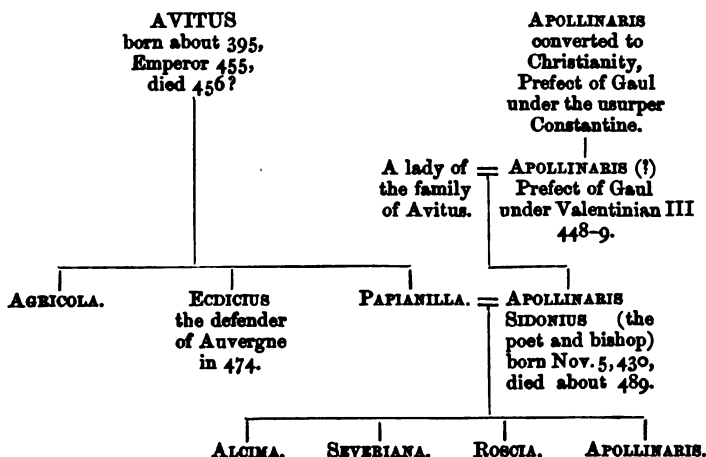 AVITUS
born about 395,
Emperor 455,
died 456?
APOLLINARIS
converted to
Christianity,
Prefect of Gaul
under the usurper
Constantine.
A lady of
the family
of Avitus.
= APOLLINARIS (?)
Prefect of Gaul
under Valentinian III
448–9.
AGRICOLA.
ECDICIUS
the defender
of Auvergne
in 474.
PAPIANILLA. = APOLLINARIS
SIDONIUS (the
poet and bishop)
born Nov. 5, 430,
died about 489.
ALCIMA. SEVERIANA. ROSCIA. APOLLINARIS.